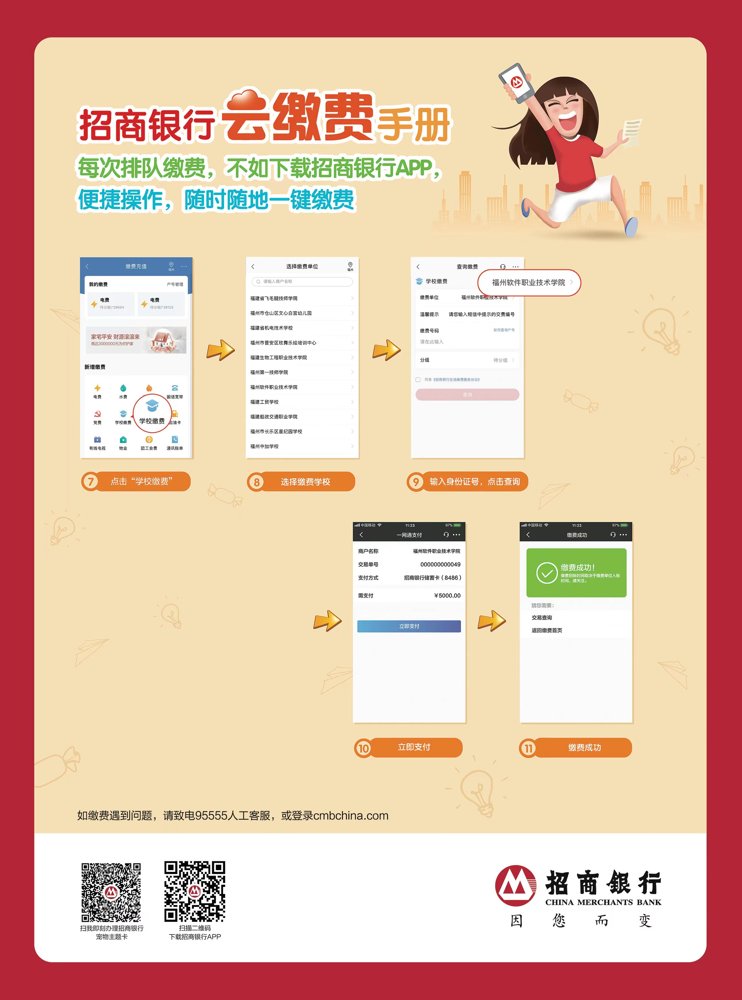 招商银行云缴费手册
每次排队缴费，不如下载招商银行APP，
便捷操作，随时随地一键缴费
缴费充值
福州
我的缴费
户号管理
电费
待分组|*29684
电费
待分组|*38125
家宅平安 财源滚滚来
高达3000000元为你护家
新增缴费
电费
水费
固话宽带
党费
学校缴费
学校缴费
加油卡
有线电视
物业
团工会费
通讯账单
⑦ 点击“学校缴费”
选择缴费单位
福州
请输入商户名称
福建省飞毛腿技师学院
福州市仓山区文心白宫幼儿园
福建省机电技术学校
福州市晋安区玫舞乐绘培训中心
福建生物工程职业技术学院
福州第一技师学院
福州软件职业技术学院
福建工贸学校
福建船政交通职业学院
福州市长乐区星纪园学校
福州中加学校
⑧ 选择缴费学校
查询缴费
学校缴费
福州软件职业技术学院
缴费单位
福州软件职业技术学院
温馨提示
请您输入短信中提示的交费编号
缴费号码
如何查询户号
请在此输入
分组
待分组
同意《招商银行生活缴费服务协议》
查询
⑨ 输入身份证号，点击查询
中国移动
11:23
97%
一网通支付
商户名称
福州软件职业技术学院
交易单号
000000000049
支付方式
招商银行储蓄卡（8486）
需支付
¥5000.00
立即支付
⑩ 立即支付
中国移动
11:23
97%
缴费成功
缴费成功！
缴费到账时间取决于缴费单位入账
时间，请关注。
猜您需要：
交易查询
返回缴费首页
⑪ 缴费成功
如缴费遇到问题，请致电95555人工客服，或登录cmbchina.com
扫我即刻办理招商银行
宠物主题卡
扫描二维码
下载招商银行APP
招商銀行
CHINA MERCHANTS BANK
因您而变